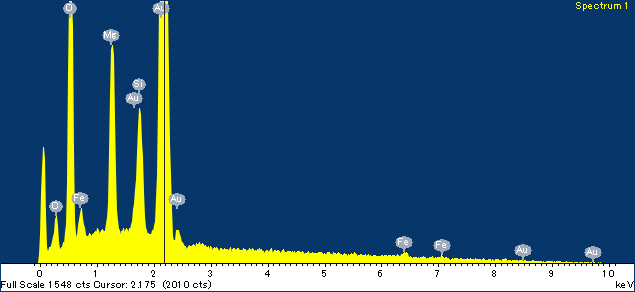 Spectrum 1
O Au
Mg
Si
Au
Fe Au
Fe Fe Au Au
0 1 2 3 4 5 6 7 8 9 10
Full Scale 1548 cts Cursor: 2.175 (2010 cts) keV